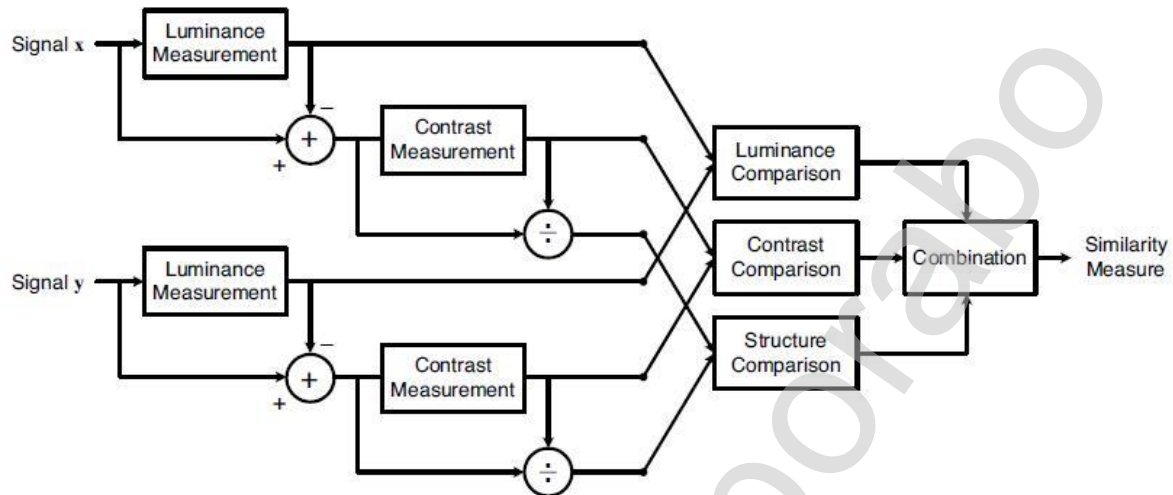 Signal x
Luminance
Measurement
−
+
+
Contrast
Measurement
÷
Signal y
Luminance
Measurement
−
+
+
Contrast
Measurement
÷
Luminance
Comparison
Contrast
Comparison
Structure
Comparison
Combination
Similarity
Measure
orabo